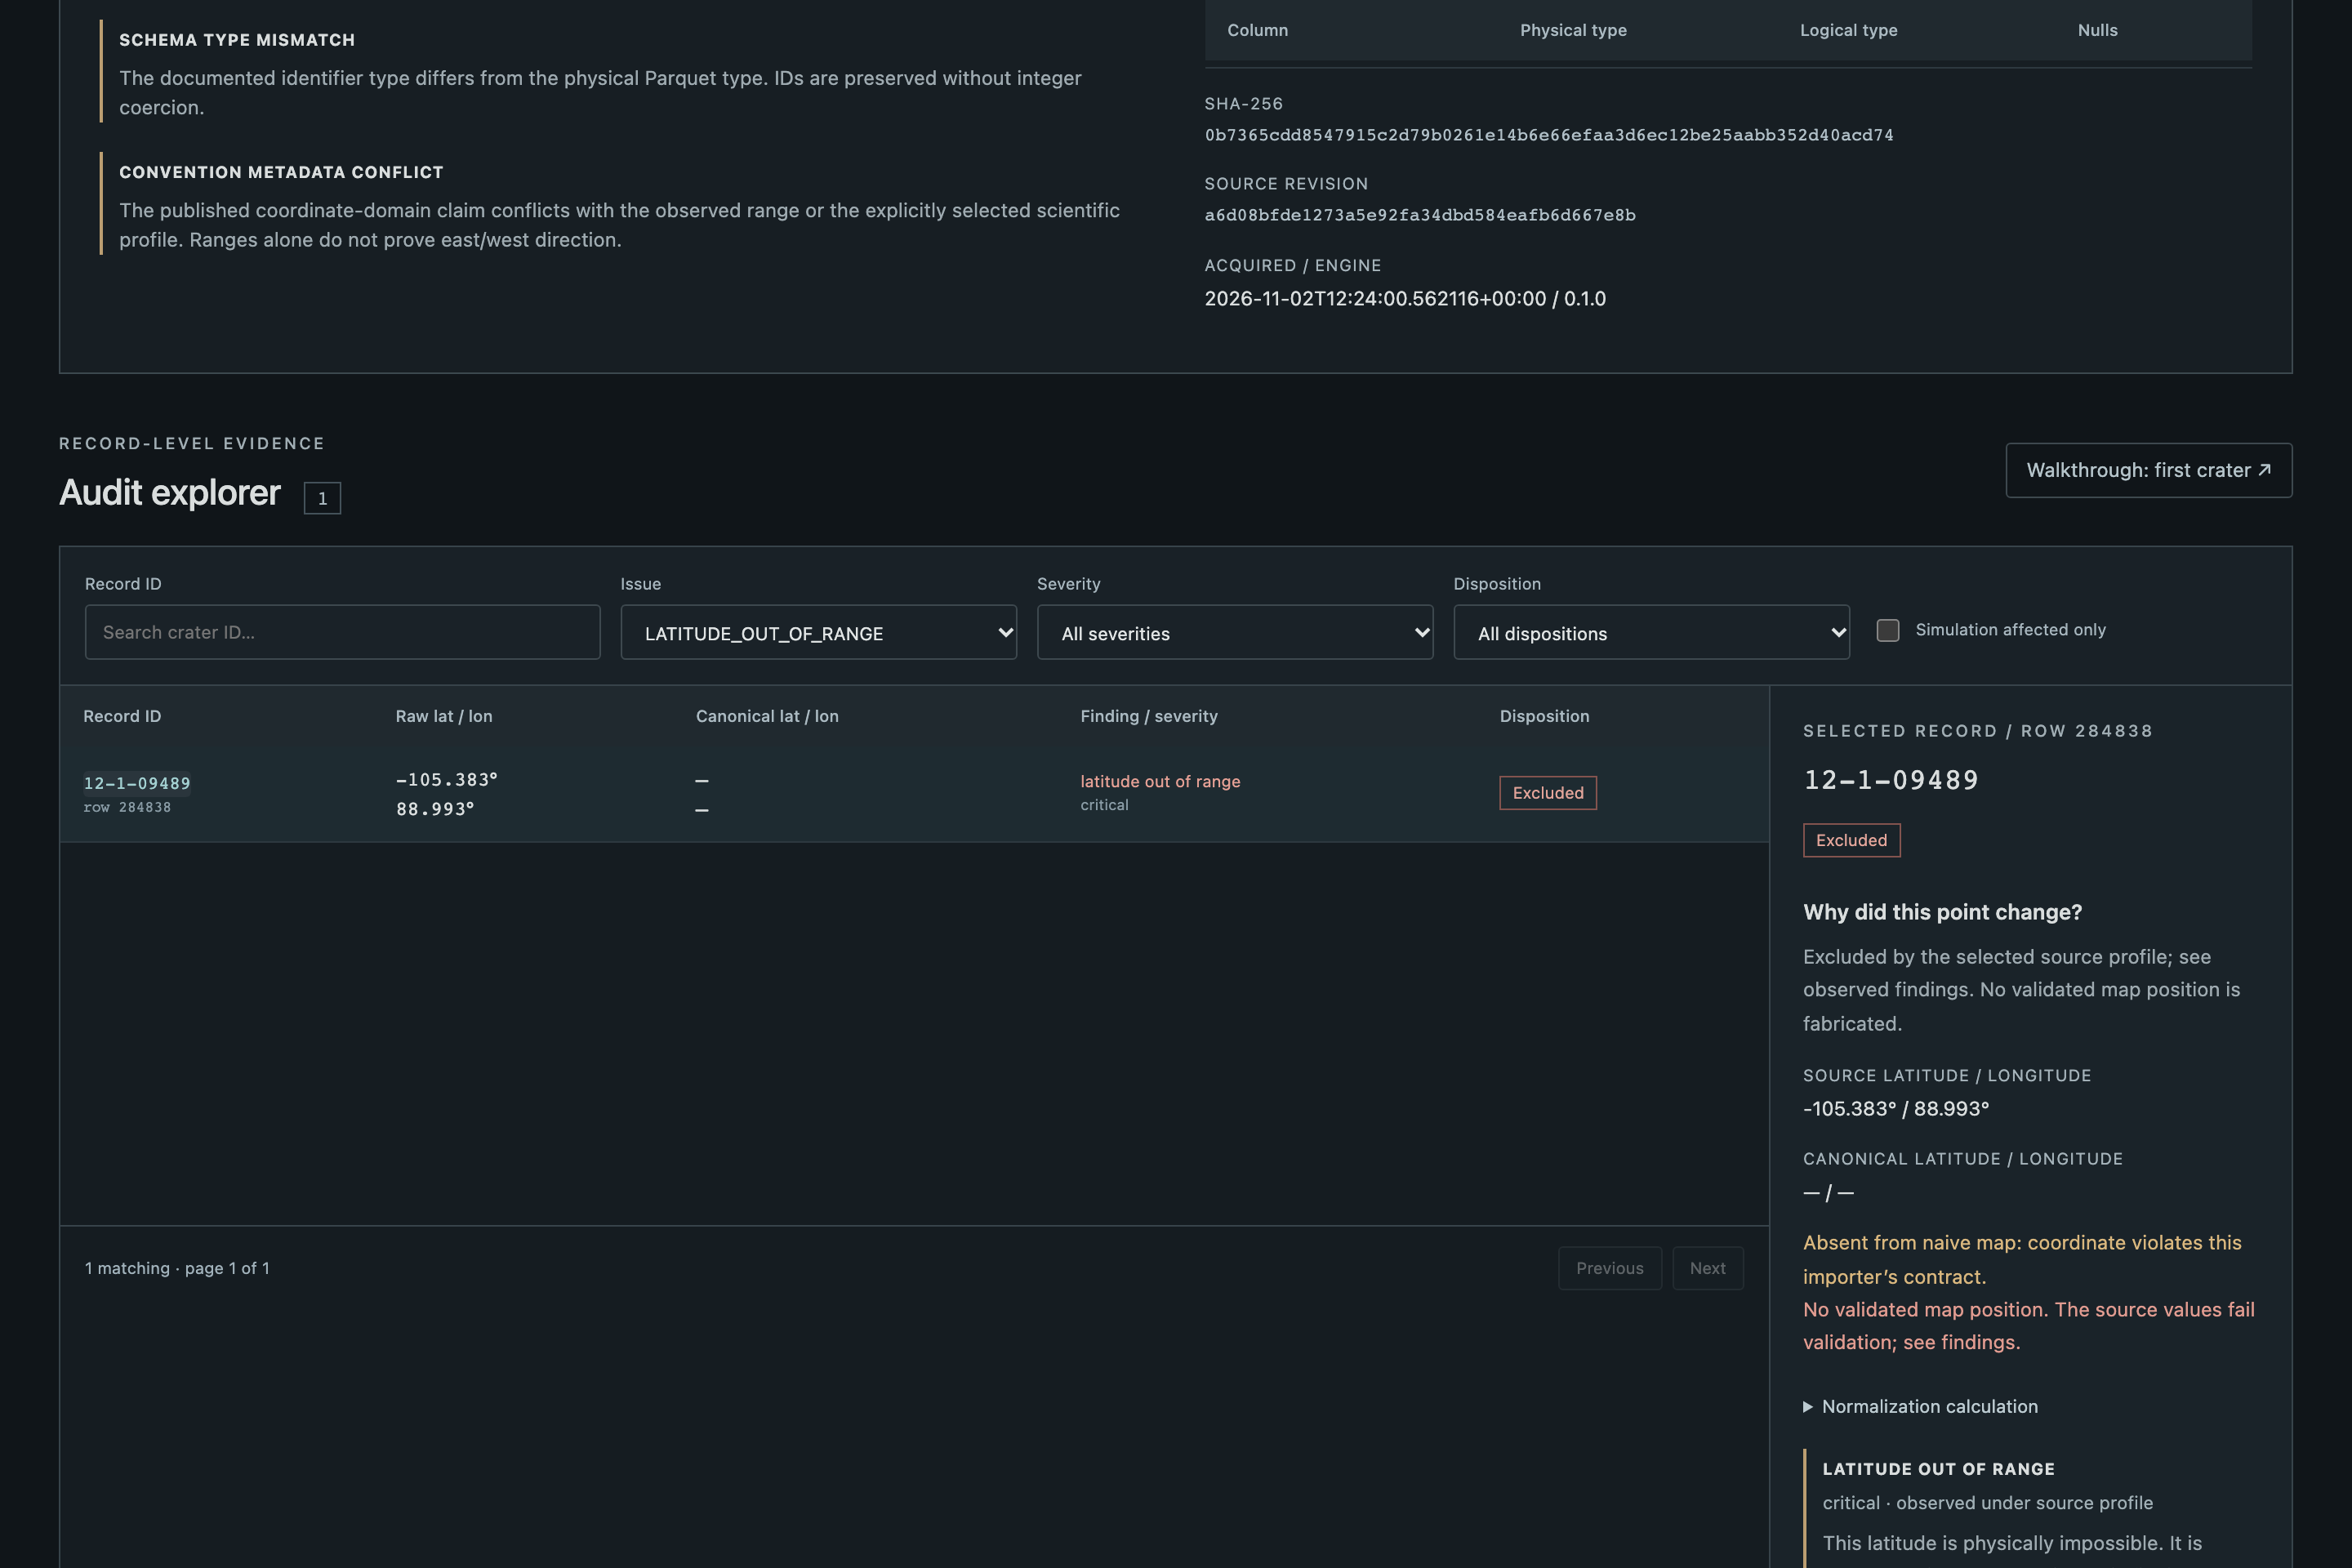 SCHEMA TYPE MISMATCH
The documented identifier type differs from the physical Parquet type. IDs are preserved without integer
coercion.
CONVENTION METADATA CONFLICT
The published coordinate-domain claim conflicts with the observed range or the explicitly selected scientific
profile. Ranges alone do not prove east/west direction.
Column Physical type Logical type Nulls
SHA-256
0b7365cdd8547915c2d79b0261e14b6e66efaa3d6ec12be25aabb352d40acd74
SOURCE REVISION
a6d08bfde1273a5e92fa34dbd584eafb6d667e8b
ACQUIRED / ENGINE
2026-11-02T12:24:00.562116+00:00 / 0.1.0
RECORD-LEVEL EVIDENCE
Audit explorer 1
Walkthrough: first crater ↗
Record ID Issue Severity Disposition
Search crater ID... LATITUDE_OUT_OF_RANGE All severities All dispositions Simulation affected only
Record ID Raw lat / lon Canonical lat / lon Finding / severity Disposition
12-1-09489 −105.383° — latitude out of range Excluded
row 284838 88.993° — critical
1 matching · page 1 of 1 Previous Next
SELECTED RECORD / ROW 284838
12-1-09489
Excluded
Why did this point change?
Excluded by the selected source profile; see
observed findings. No validated map position is
fabricated.
SOURCE LATITUDE / LONGITUDE
-105.383° / 88.993°
CANONICAL LATITUDE / LONGITUDE
— / —
Absent from naive map: coordinate violates this
importer’s contract.
No validated map position. The source values fail
validation; see findings.
▶ Normalization calculation
LATITUDE OUT OF RANGE
critical · observed under source profile
This latitude is physically impossible. It is